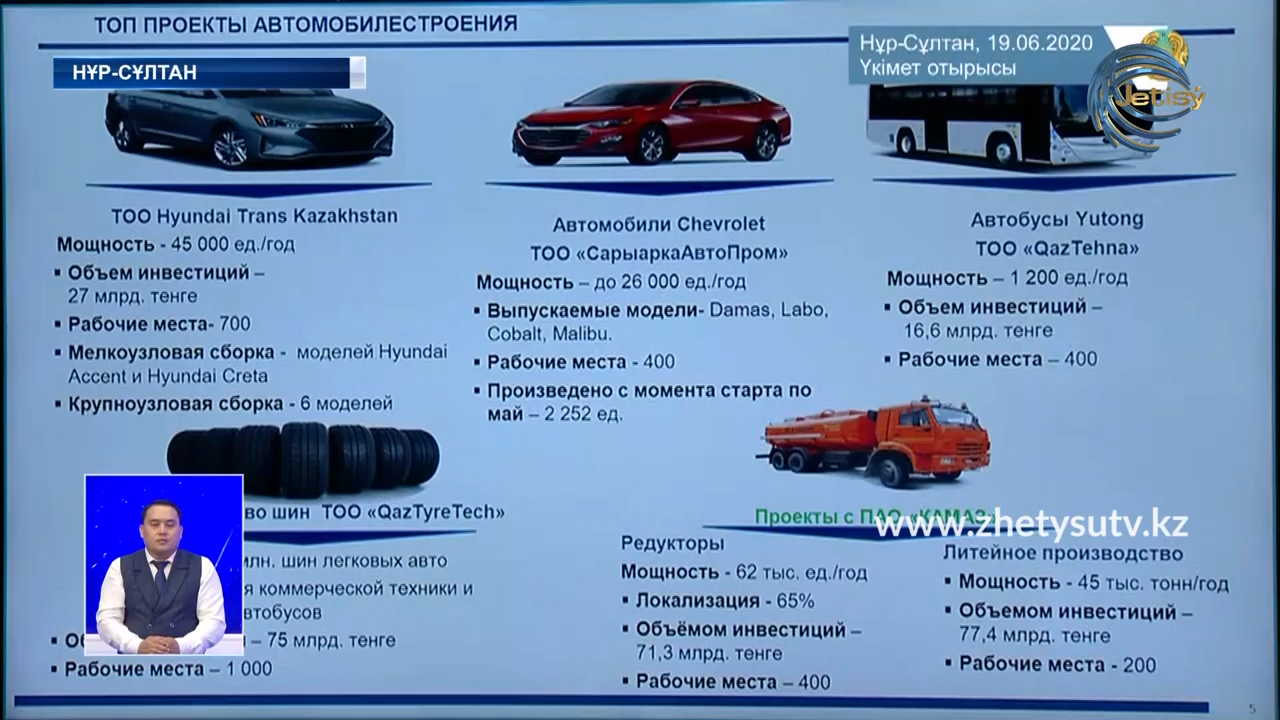 ТОП ПРОЕКТЫ АВТОМОБИЛЕСТРОЕНИЯ
Нұр-Сұлтан, 19.06.2020
Үкімет отырысы
НҰР-СҰЛТАН
Jetisý
ТОО Hyundai Trans Kazakhstan
Мощность - 45 000 ед./год
▪ Объем инвестиций –
27 млрд. тенге
▪ Рабочие места- 700
▪ Мелкоузловая сборка - моделей Hyundai
Accent и Hyundai Creta
▪ Крупноузловая сборка - 6 моделей
Автомобили Chevrolet
ТОО «СарыаркаАвтоПром»
Мощность – до 26 000 ед./год
▪ Выпускаемые модели- Damas, Labo,
Cobalt, Malibu.
▪ Рабочие места - 400
▪ Произведено с момента старта по
май – 2 252 ед.
Автобусы Yutong
ТОО «QazTehna»
Мощность – 1 200 ед./год
▪ Объем инвестиций –
16,6 млрд. тенге
▪ Рабочие места – 400
шин ТОО «QazTyreTech»
шин легковых авто
коммерческой техники и
– 75 млрд. тенге
▪ Рабочие места – 1 000
Проекты с ПАО «КАМАЗ»
www.zhetysutv.kz
Редукторы
Мощность - 62 тыс. ед./год
▪ Локализация - 65%
▪ Объёмом инвестиций –
71,3 млрд. тенге
▪ Рабочие места – 400
Литейное производство
▪ Мощность - 45 тыс. тонн/год
▪ Объемом инвестиций –
77,4 млрд. тенге
▪ Рабочие места - 200
5